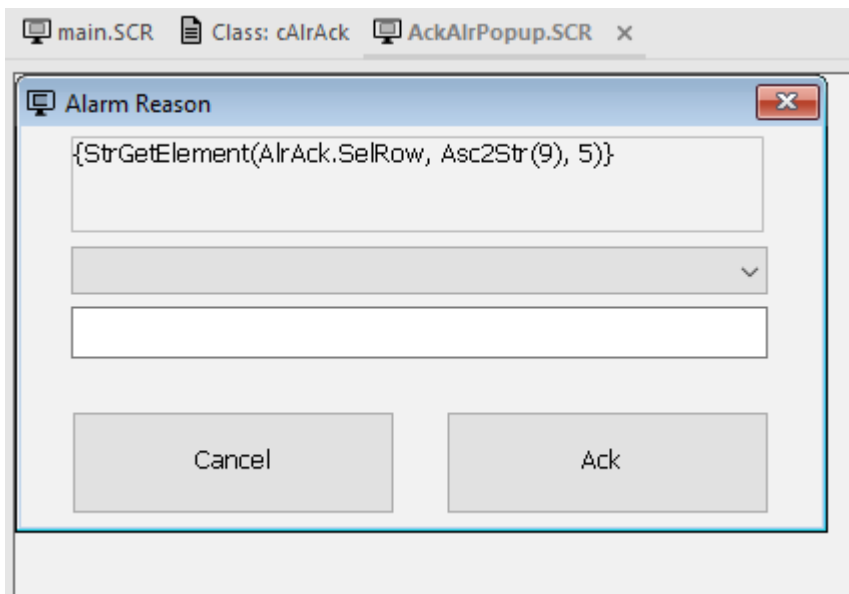 main.SCR Class: cAlrAck AckAlrPopup.SCR
Alarm Reason
{StrGetElement(AlrAck.SelRow, Asc2Str(9), 5)}
Cancel Ack